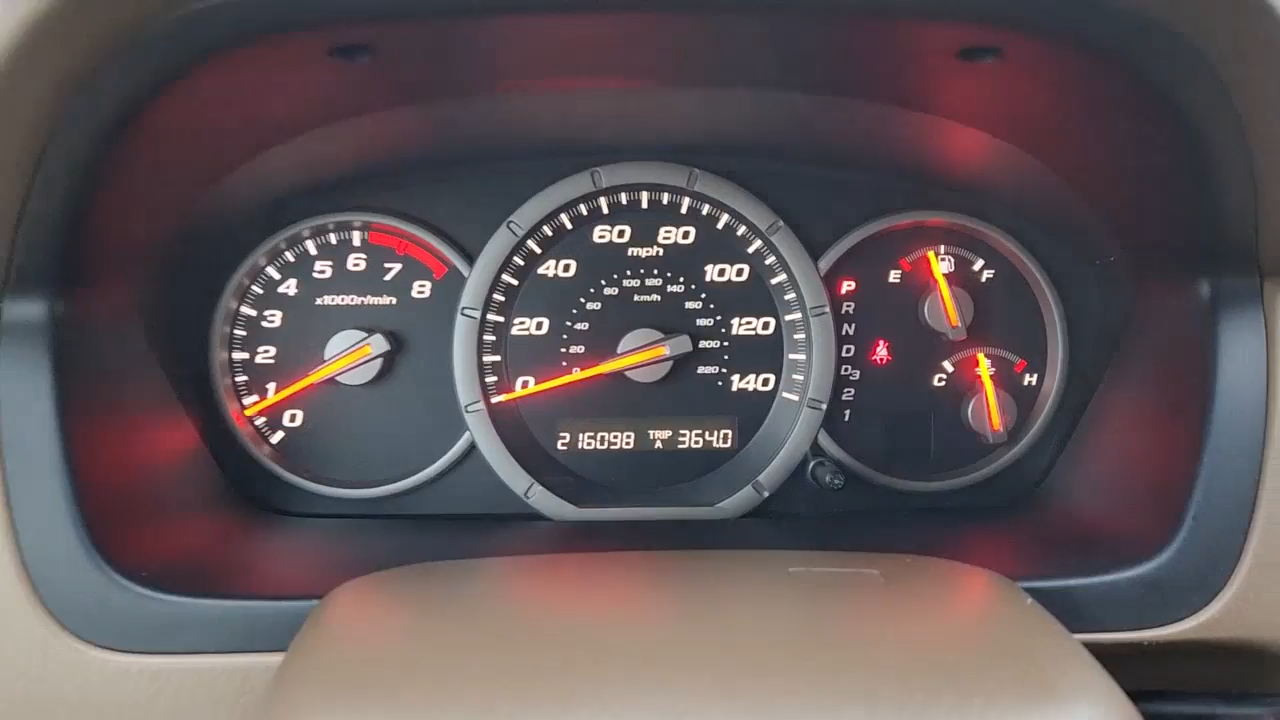 0 1 2 3 4 5 6 7 8
x1000r/min
0 20 40 60 80 100 120 140
mph
0 20 40 60 80 100 120 140 150 180 200 220
km/h
216098 TRIP A 364.0
P
R
N
D
D3
2
1
E F
C H